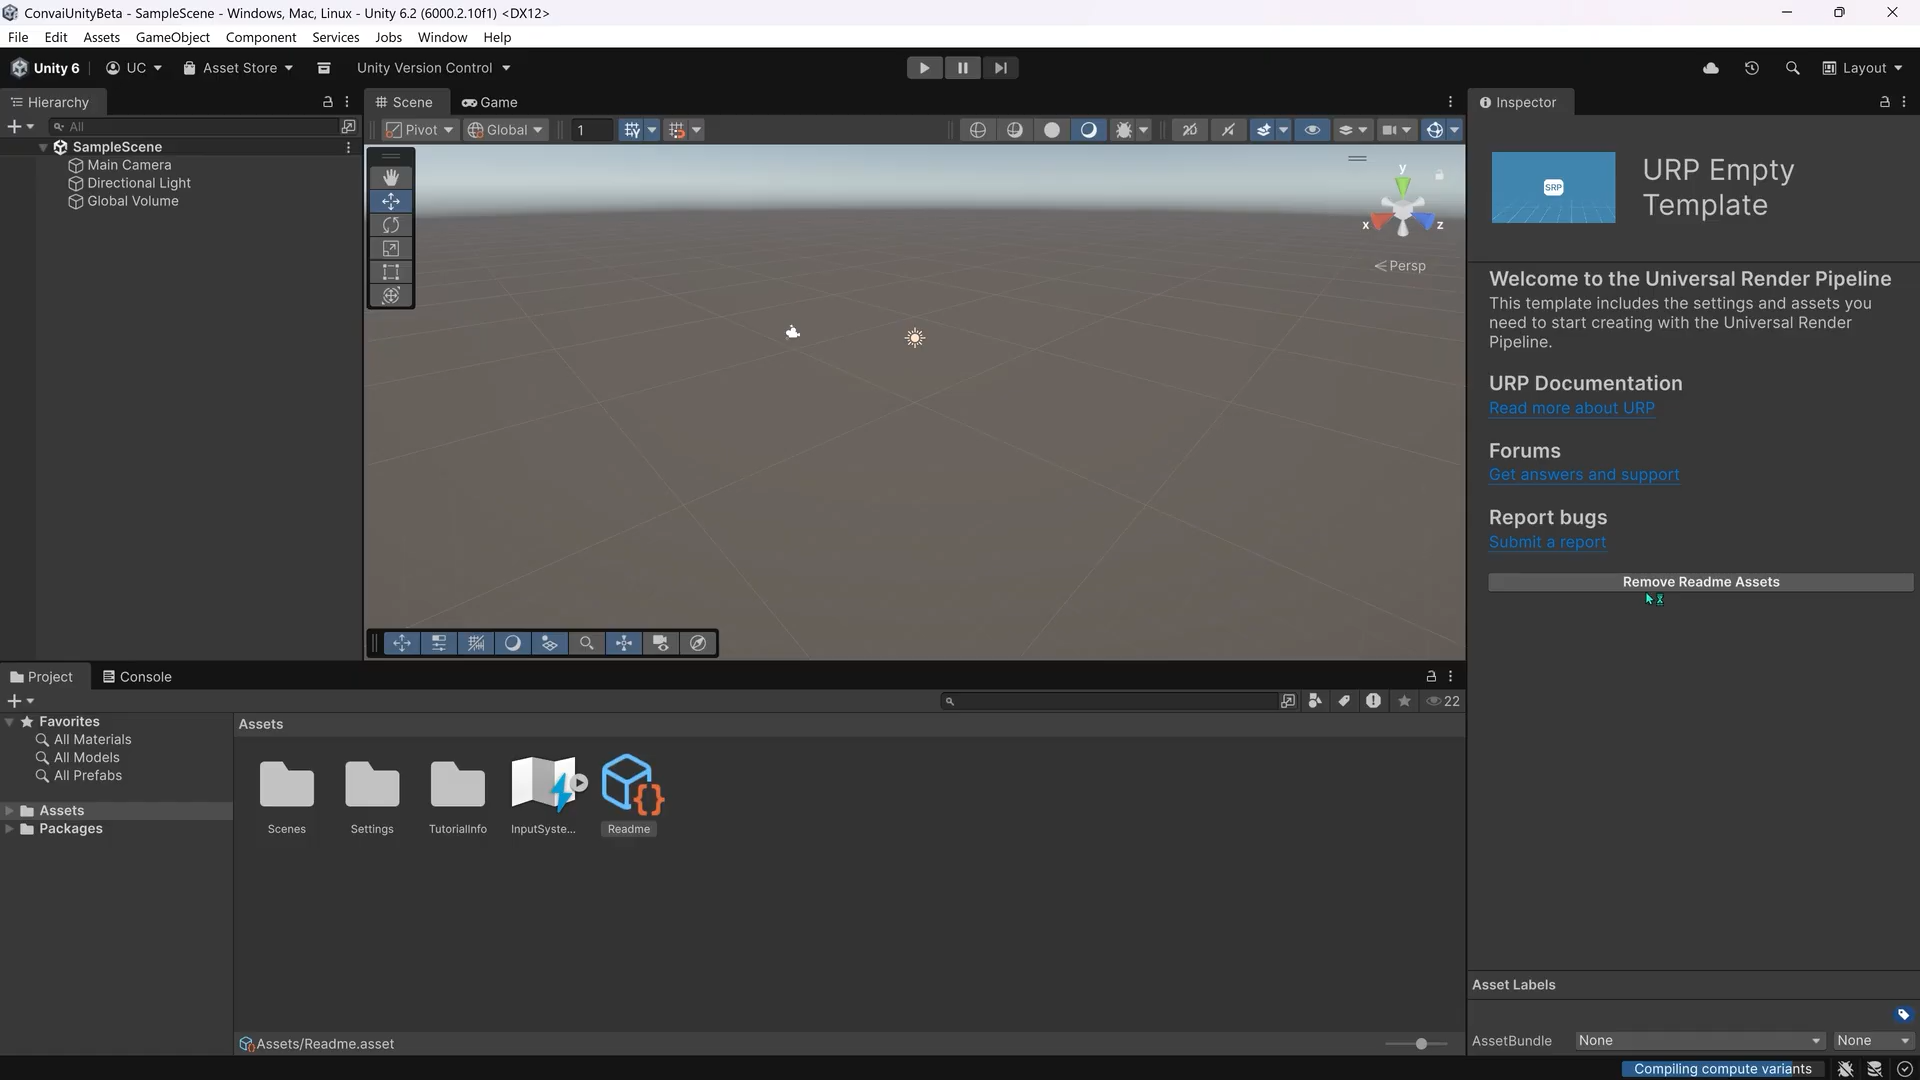 ConvaiUnityBeta - SampleScene - Windows, Mac, Linux - Unity 6.2 (6000.2.10f1) <DX12>
File Edit Assets GameObject Component Services Jobs Window Help
Unity 6 UC Asset Store Unity Version Control Layout
Hierarchy
All
SampleScene
Main Camera
Directional Light
Global Volume
Scene Game
Pivot Global 1 2D
y
x z
Persp
Inspector
SRP
URP Empty
Template
Welcome to the Universal Render Pipeline
This template includes the settings and assets you
need to start creating with the Universal Render
Pipeline.
URP Documentation
Read more about URP
Forums
Get answers and support
Report bugs
Submit a report
Remove Readme Assets
Project Console
22
Favorites
All Materials
All Models
All Prefabs
Assets
Packages
Assets
Scenes Settings TutorialInfo InputSyste... Readme
Assets/Readme.asset
Asset Labels
AssetBundle None None
Compiling compute variants